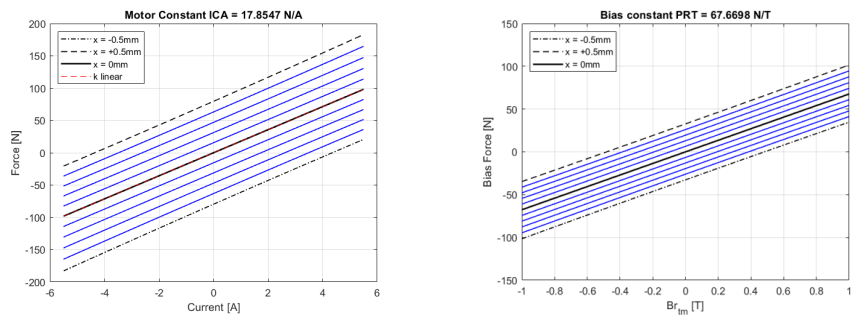 Motor Constant ICA = 17.8547 N/A
200
150
100
50
0
-50
-100
-150
-200
Force [N]
x = -0.5mm
x = +0.5mm
x = 0mm
k linear
-6
-4
-2
0
2
4
6
Current [A]
Bias constant PRT = 67.6698 N/T
150
100
50
0
-50
-100
-150
Bias Force [N]
x = -0.5mm
x = +0.5mm
x = 0mm
-1
-0.8
-0.6
-0.4
-0.2
0
0.2
0.4
0.6
0.8
1
Br_tm [T]